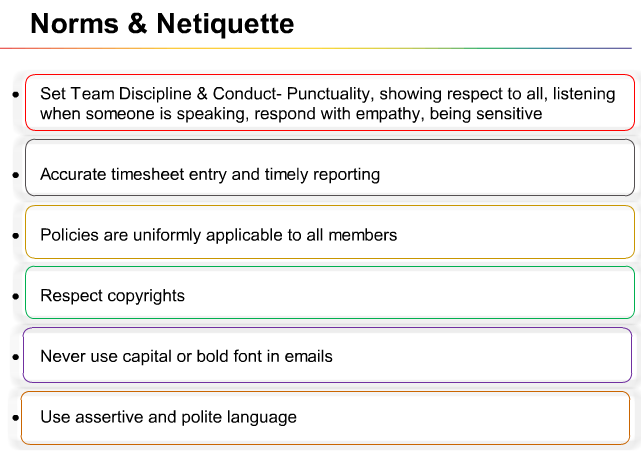 Norms & Netiquette
• Set Team Discipline & Conduct- Punctuality, showing respect to all, listening
when someone is speaking, respond with empathy, being sensitive
• Accurate timesheet entry and timely reporting
• Policies are uniformly applicable to all members
• Respect copyrights
• Never use capital or bold font in emails
• Use assertive and polite language